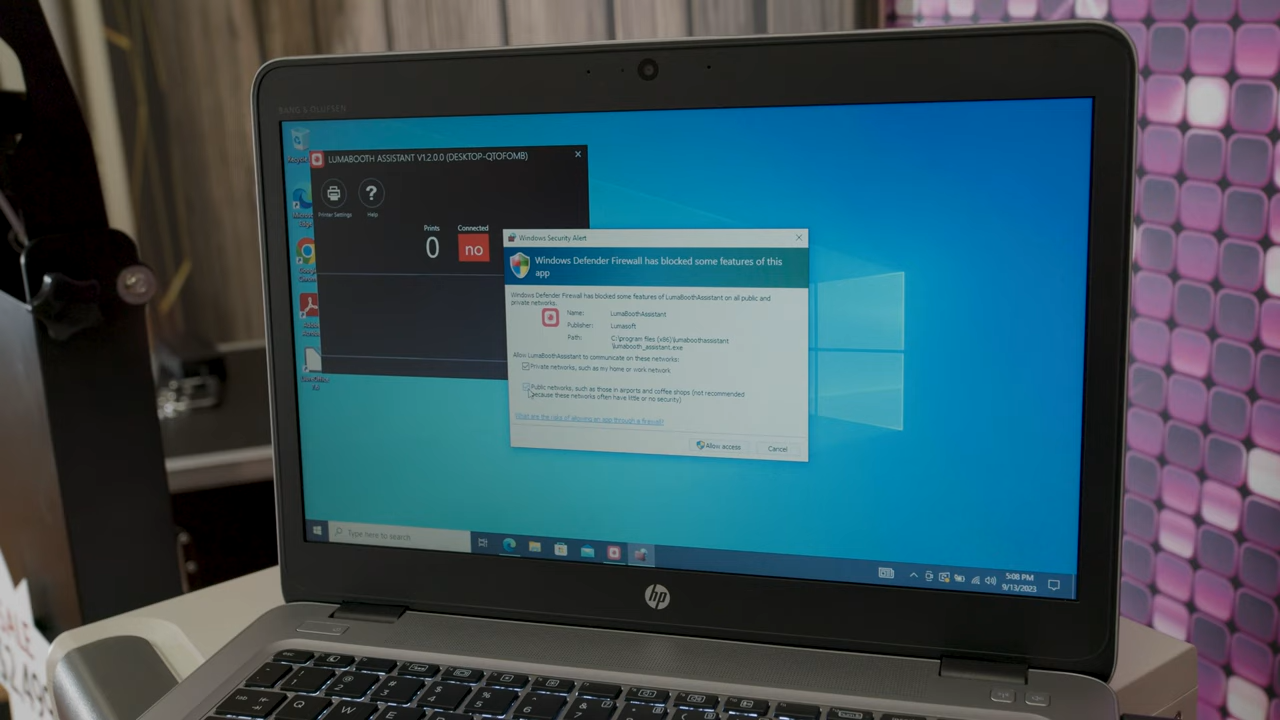 BANG & OLUFSEN
LUMABOOTH ASSISTANT V1.2.0.0 (DESKTOP-QTOFOMB)
Printer Settings
Help
Prints
Connected
0
no
Windows Security Alert
Windows Defender Firewall has blocked some features of this
app
Windows Defender Firewall has blocked some features of LumaBoothAssistant on all public and
private networks.
Name: LumaBoothAssistant
Publisher: Lumasoft
Path: C:\program files (x86)\lumaboothassistant
\lumabooth_assistant.exe
Allow LumaBoothAssistant to communicate on these networks:
Private networks, such as my home or work network
Public networks, such as those in airports and coffee shops (not recommended
because these networks often have little or no security)
What are the risks of allowing an app through a firewall?
Allow access
Cancel
Type here to search
5:08 PM
9/13/2023
hp
SALE